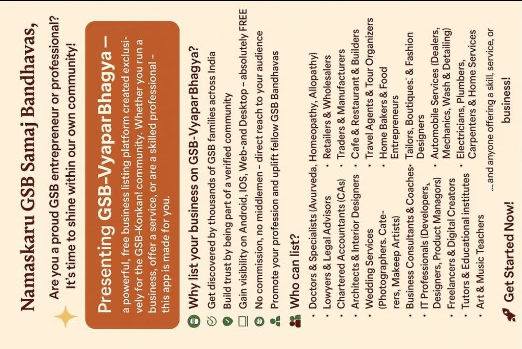 Namaskaru GSB Samaj Bandhavas,
Are you a proud GSB entrepreneur or professional?
It's time to shine within our own community!
Presenting GSB-VyaparBhagya –
a powerful, free business listing platform created exclusi-
vely for the GSB-Konkani community. Whether you run a
business, offer a service, or are a skilled professional -
this app is made for you.
Why list your business on GSB-VyaparBhagya?
Get discovered by thousands of GSB families across India
Build trust by being part of a verified community
Gain visibility on Android, IOS, Web-and Desktop – absolutely FREE
No commission, no middlemen – direct reach to your audience
Promote your profession and uplift fellow GSB Bandhavas
Who can list?
• Doctors & Specialists (Ayurveda, Homeopathy, Allopathy)
• Lowyers & Legal Advisors
• Chartered Accountants (CAs)
• Architects & Interior Designers
• Wedding Services
(Photographers, Cate-
rers, Makeep Artists)
• Business Consultants & Coaches
• IT Professionals (Developers,
Designers, Product Managers)
• Freelancers & Digital Creators
• Tutors & Educational institutes
• Art & Music Teachers
• Retailers & Wholesalers
• Traders & Manufacturers
• Cafe & Restaurant & Builders
• Travel Agents & Tour Organizers
• Home Bakers & Food
Entrepreneurs
Tailors, Boutiques, & Fashion
Designers
• Automobile Services (Dealers,
Mechanics, Wash & Detailing)
• Electricians, Plumbers,
Carpenters & Home Services
... and anyone offering a skill, service, or
business!
Get Started Now!